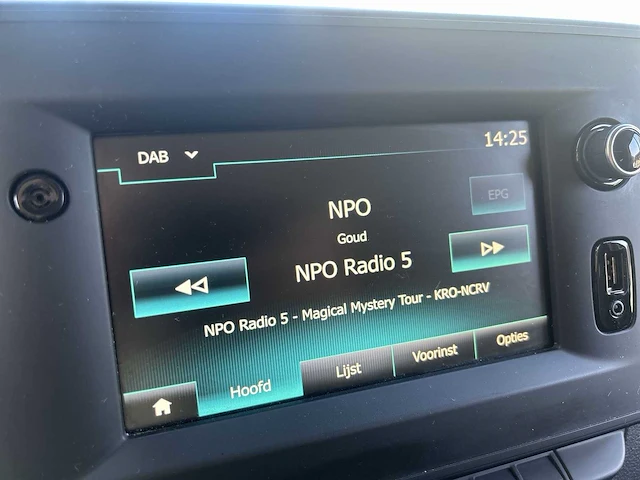 14:25
DAB
NPO
EPG
Goud
NPO Radio 5
NPO Radio 5 - Magical Mystery Tour - KRO-NCRV
Hoofd
Lijst
Voorinst
Opties